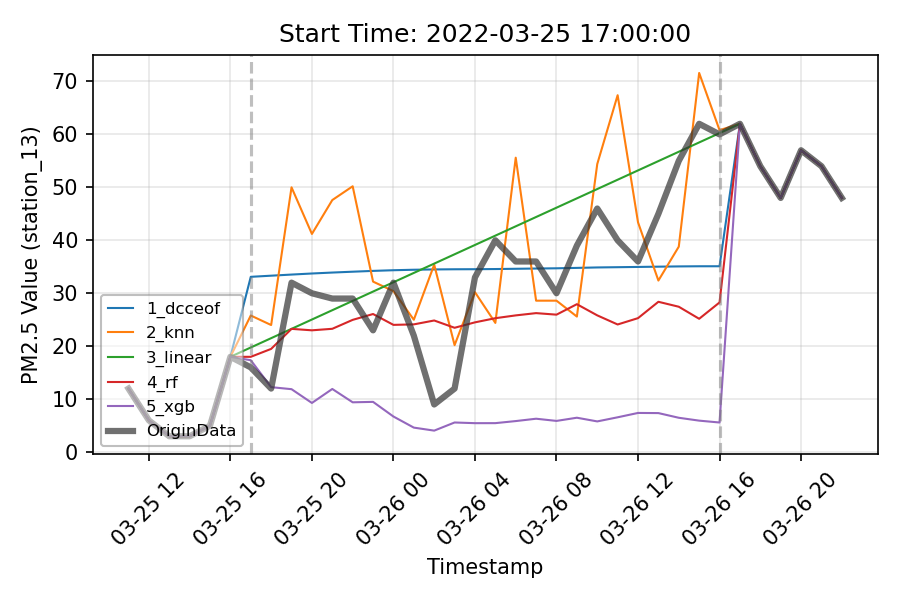 Start Time: 2022-03-25 17:00:00
PM2.5 Value (station_13)
70
60
50
40
30
20
10
0
1_dcceof
2_knn
3_linear
4_rf
5_xgb
OriginData
03-25 12
03-25 16
03-25 20
03-26 00
03-26 04
03-26 08
03-26 12
03-26 16
03-26 20
Timestamp